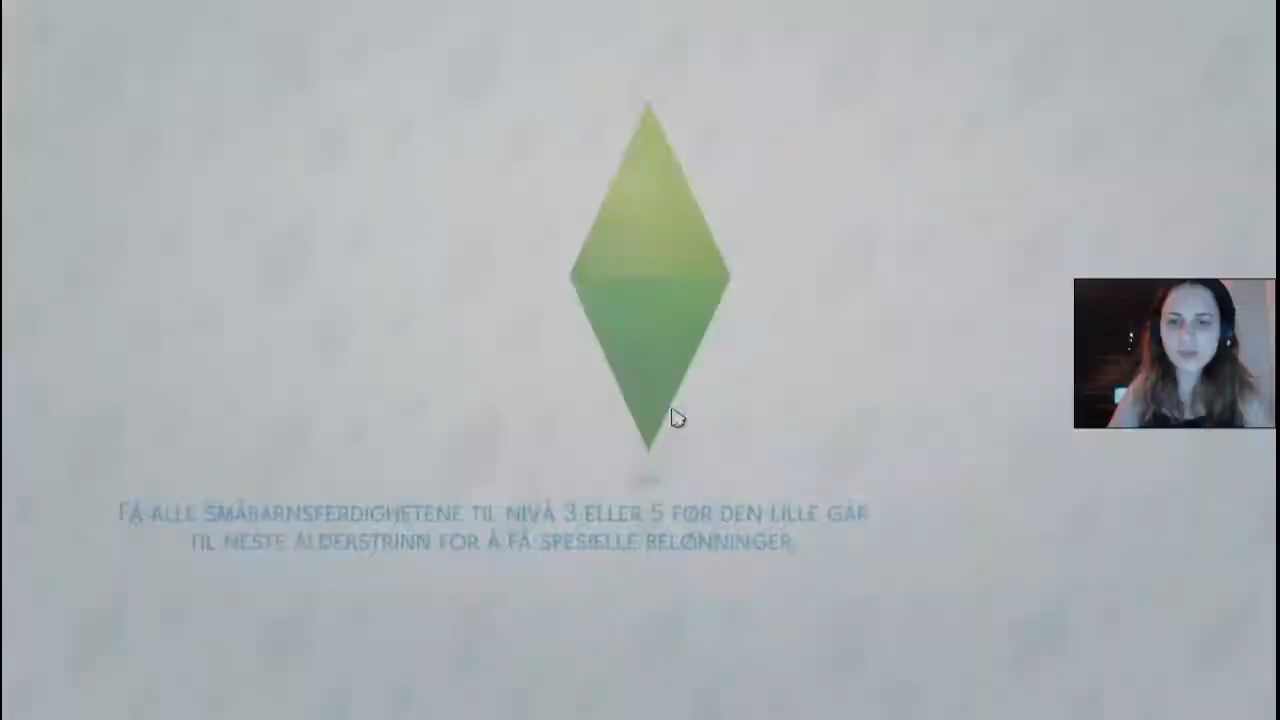 FÅ ALLE SMÅBARNSFERDIGHETENE TIL NIVÅ 3 ELLER 5 FØR DEN LILLE GÅR
TIL NESTE ALDERSTRINN FOR Å FÅ SPESIELLE BELØNNINGER.